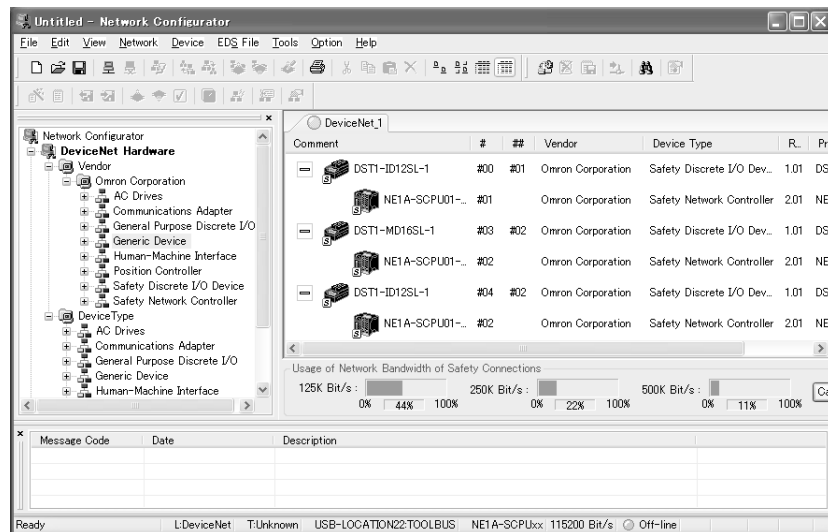 Untitled - Network Configurator
File Edit View Network Device EDS File Tools Option Help
DeviceNet_1
Network Configurator
DeviceNet Hardware
Vendor
Omron Corporation
AC Drives
Communications Adapter
General Purpose Discrete I/O
Generic Device
Human-Machine Interface
Position Controller
Safety Discrete I/O Device
Safety Network Controller
DeviceType
AC Drives
Communications Adapter
General Purpose Discrete I/O
Generic Device
Human-Machine Interface
Comment # ## Vendor Device Type R... Pr
DST1-ID12SL-1 #00 #01 Omron Corporation Safety Discrete I/O Dev... 1.01 DS
NE1A-SCPU01-... #01 Omron Corporation Safety Network Controller 2.01 NE
DST1-MD16SL-1 #03 #02 Omron Corporation Safety Discrete I/O Dev... 1.01 DS
NE1A-SCPU01-... #02 Omron Corporation Safety Network Controller 2.01 NE
DST1-ID12SL-1 #04 #02 Omron Corporation Safety Discrete I/O Dev... 1.01 DS
NE1A-SCPU01-... #02 Omron Corporation Safety Network Controller 2.01 NE
Usage of Network Bandwidth of Safety Connections
125K Bit/s : 250K Bit/s : 500K Bit/s : Ca
0% 44% 100% 0% 22% 100% 0% 11% 100%
Message Code Date Description
Ready L:DeviceNet T:Unknown USB-LOCATION22:TOOLBUS NE1A-SCPUxx 115200 Bit/s Off-line